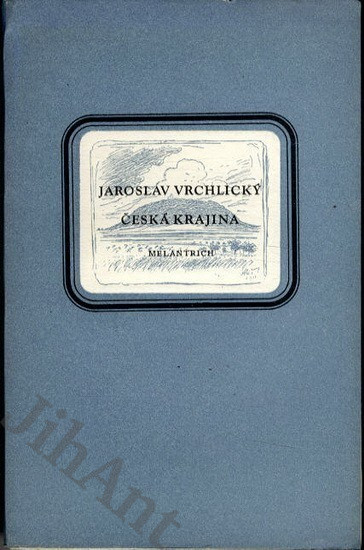 JAROSLAV VRCHLICKÝ
ČESKÁ KRAJINA
MELANTRICH
JihAnt